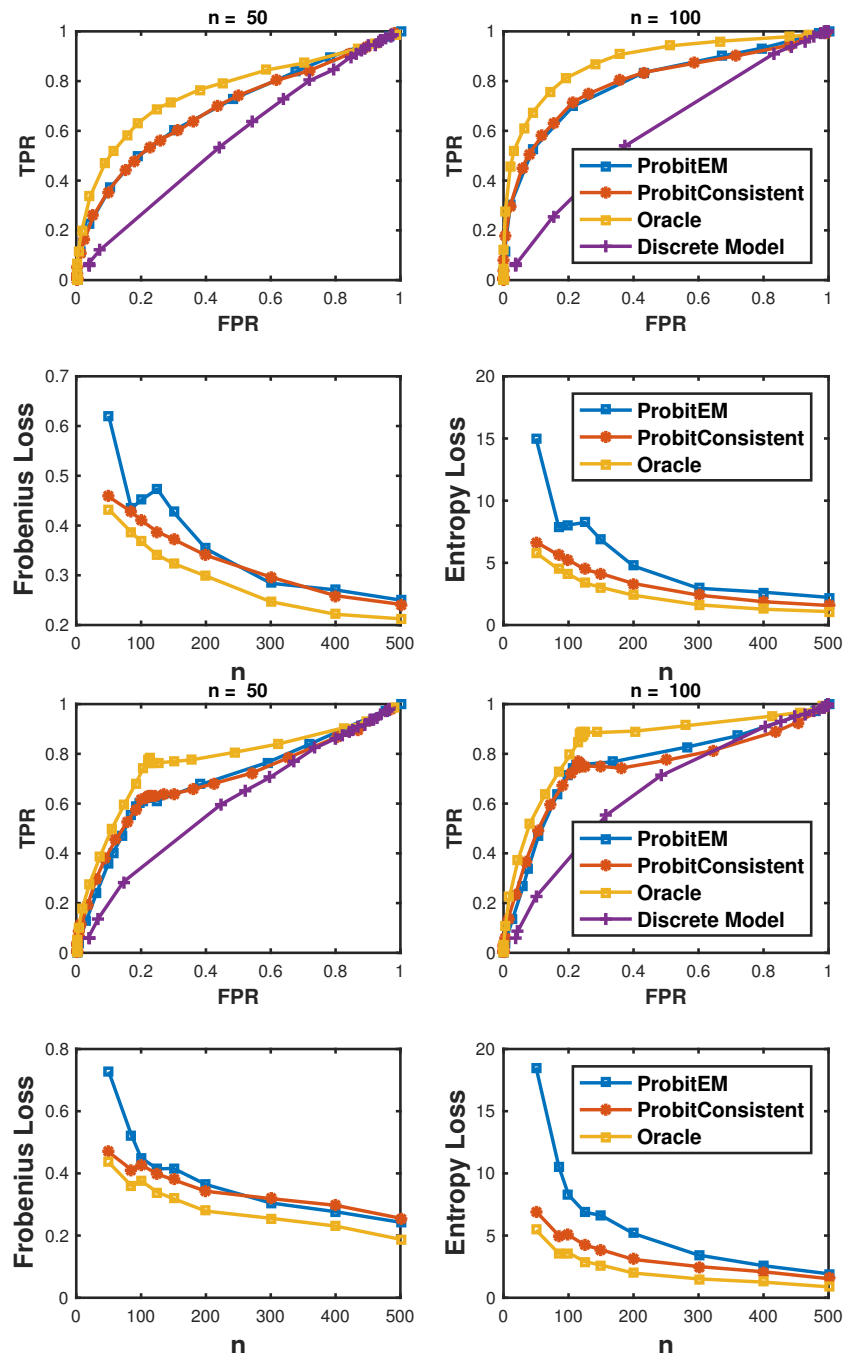 n = 50
1
0.8
0.6
0.4
0.2
0
TPR
0 0.2 0.4 0.6 0.8 1
FPR
n = 100
1
0.8
0.6
0.4
0.2
0
TPR
ProbitEM
ProbitConsistent
Oracle
Discrete Model
0 0.2 0.4 0.6 0.8 1
FPR
0.7
0.6
0.5
0.4
0.3
0.2
Frobenius Loss
0 100 200 300 400 500
n
20
15
10
5
0
Entropy Loss
ProbitEM
ProbitConsistent
Oracle
0 100 200 300 400 500
n
n = 50
1
0.8
0.6
0.4
0.2
0
TPR
0 0.2 0.4 0.6 0.8 1
FPR
n = 100
1
0.8
0.6
0.4
0.2
0
TPR
ProbitEM
ProbitConsistent
Oracle
Discrete Model
0 0.2 0.4 0.6 0.8 1
FPR
0.8
0.6
0.4
0.2
0
Frobenius Loss
0 100 200 300 400 500
n
20
15
10
5
0
Entropy Loss
ProbitEM
ProbitConsistent
Oracle
0 100 200 300 400 500
n